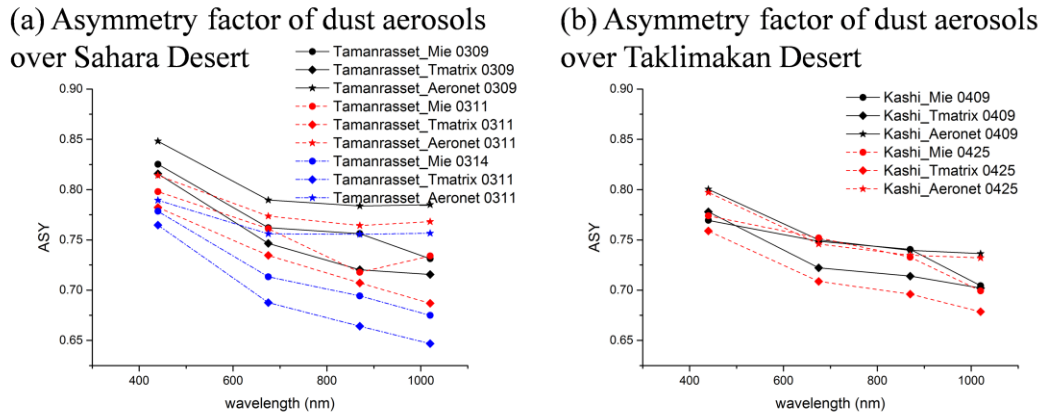 (a) Asymmetry factor of dust aerosols
over Sahara Desert
Tamanrasset_Mie 0309
Tamanrasset_Tmatrix 0309
Tamanrasset_Aeronet 0309
Tamanrasset_Mie 0311
Tamanrasset_Tmatrix 0311
Tamanrasset_Aeronet 0311
Tamanrasset_Mie 0314
Tamanrasset_Tmatrix 0311
Tamanrasset_Aeronet 0311
0.90
0.85
0.80
0.75
0.70
0.65
ASY
400 600 800 1000
wavelength (nm)
(b) Asymmetry factor of dust aerosols
over Taklimakan Desert
Kashi_Mie 0409
Kashi_Tmatrix 0409
Kashi_Aeronet 0409
Kashi_Mie 0425
Kashi_Tmatrix 0425
Kashi_Aeronet 0425
0.90
0.85
0.80
0.75
0.70
0.65
ASY
400 600 800 1000
wavelength (nm)